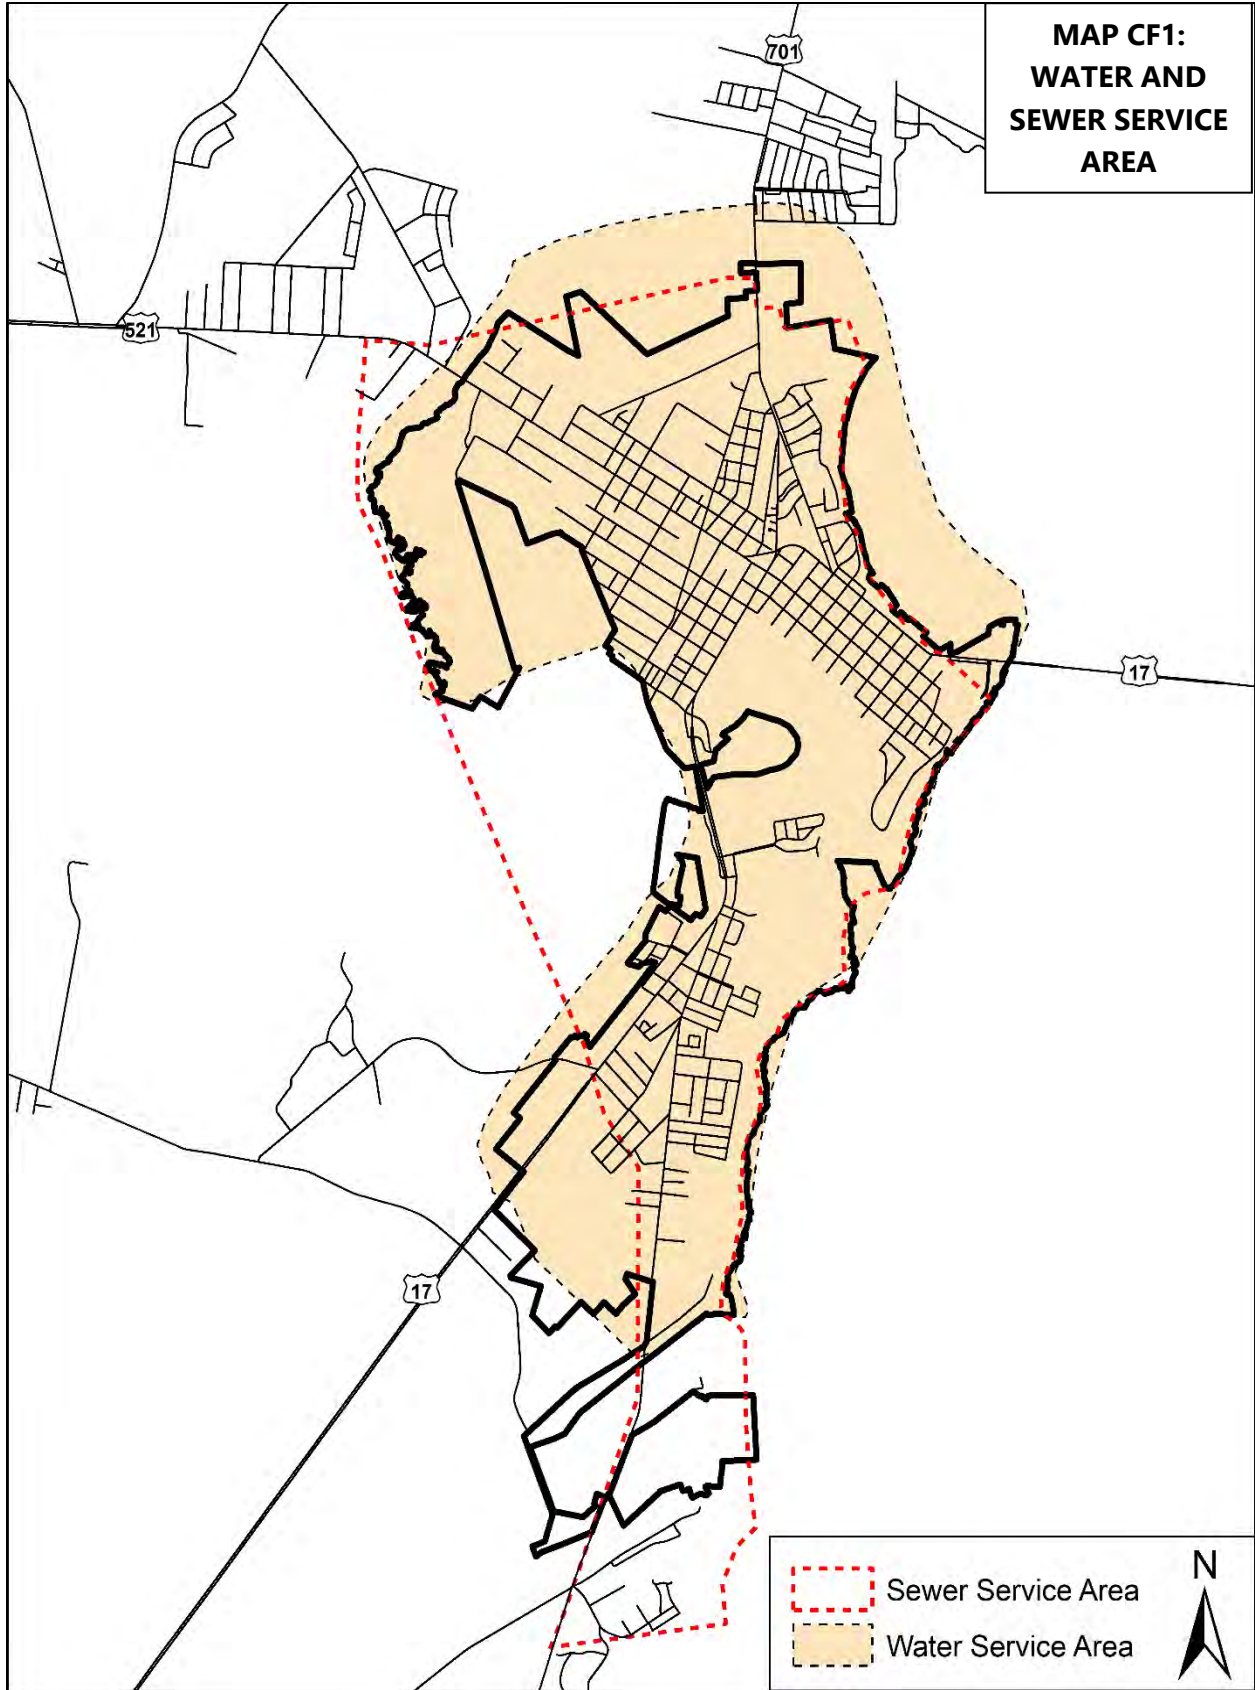 MAP CF1:
WATER AND
SEWER SERVICE
AREA
701
521
17
17
N
Sewer Service Area
Water Service Area